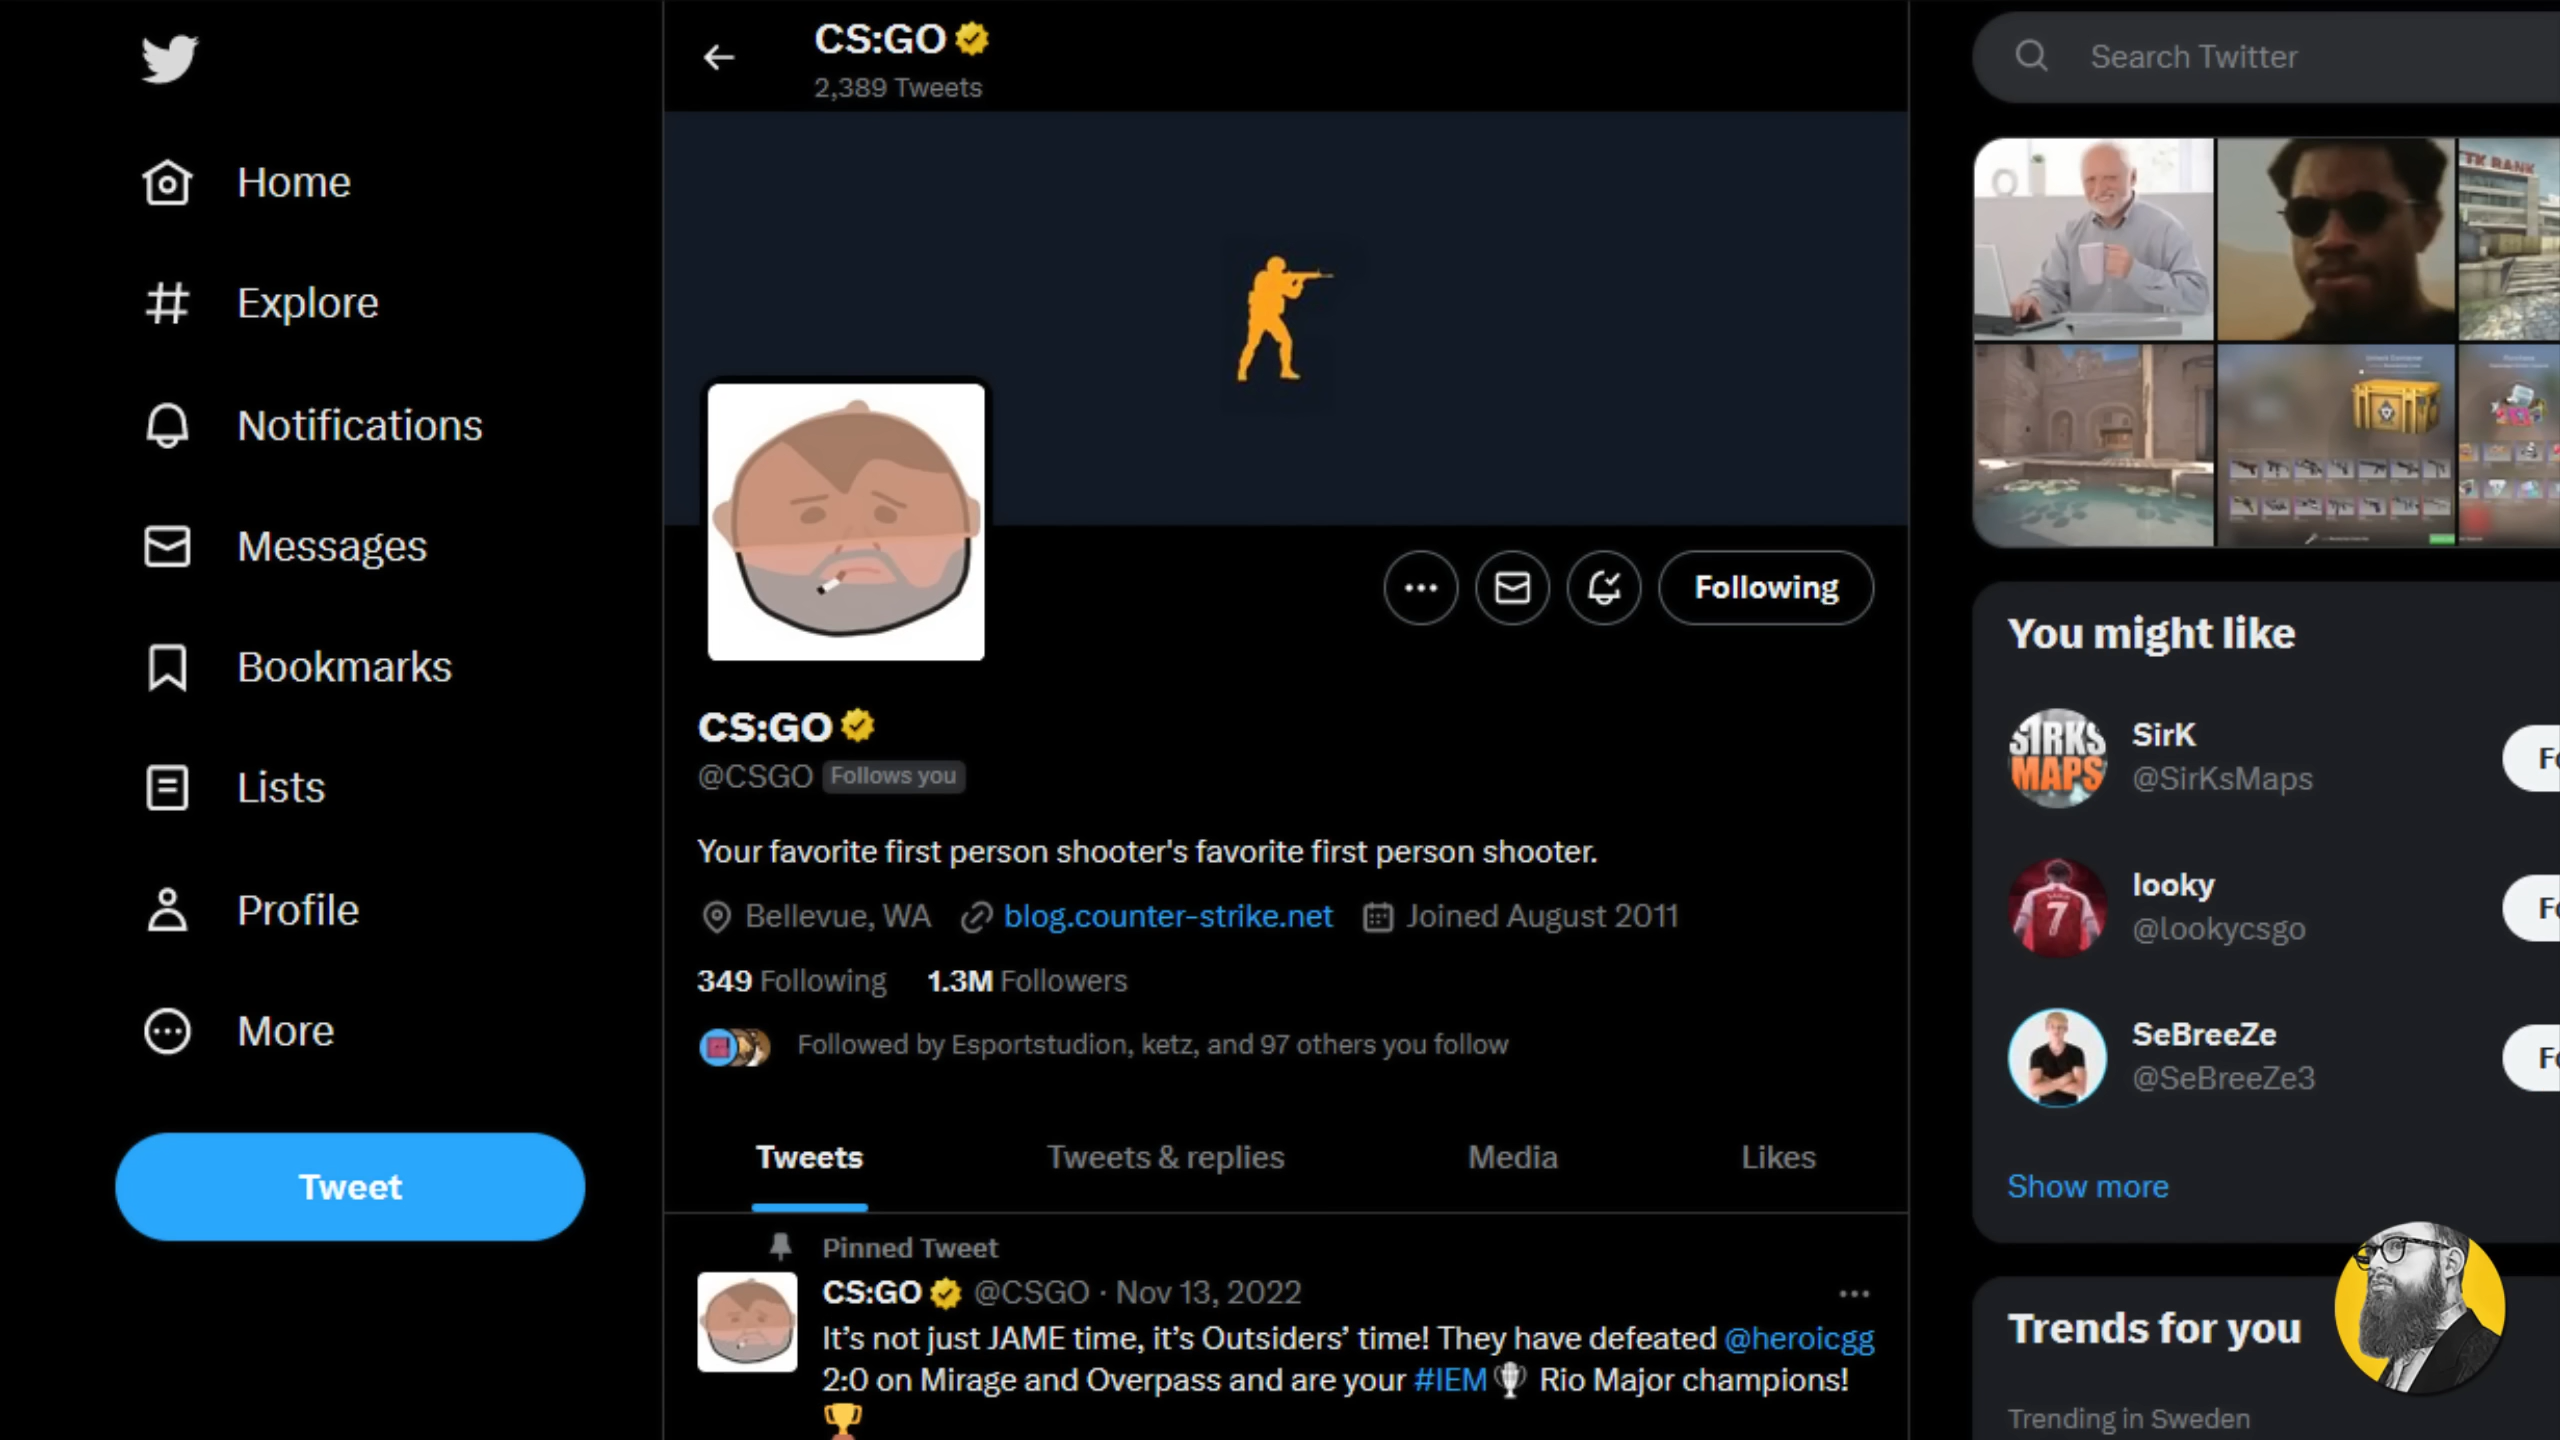 Home
Explore
Notifications
Messages
Bookmarks
Lists
Profile
More
Tweet
CS:GO
2,389 Tweets
Following
CS:GO
@CSGO Follows you
Your favorite first person shooter's favorite first person shooter.
Bellevue, WA blog.counter-strike.net Joined August 2011
349 Following 1.3M Followers
Followed by Esportstudion, ketz, and 97 others you follow
Tweets Tweets & replies Media Likes
Pinned Tweet
CS:GO @CSGO · Nov 13, 2022
It’s not just JAME time, it’s Outsiders’ time! They have defeated @heroicgg
2:0 on Mirage and Overpass and are your #IEM🏆 Rio Major champions!
🏆
Search Twitter
You might like
SIRKS
MAPS
SirK
@SirKsMaps
7
looky
@lookycsgo
SeBreeZe
@SeBreeZe3
Show more
Trends for you
Trending in Sweden